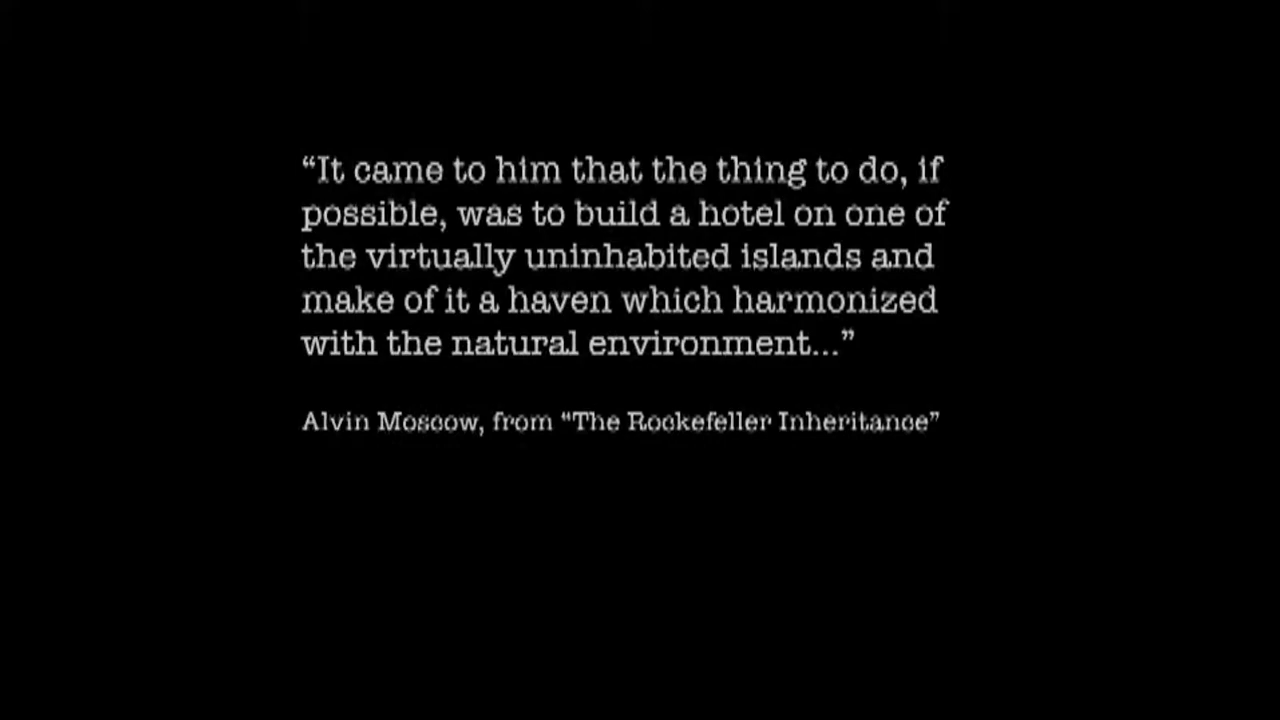 “It came to him that the thing to do, if
possible, was to build a hotel on one of
the virtually uninhabited islands and
make of it a haven which harmonized
with the natural environment...”
Alvin Moscow, from “The Rockefeller Inheritance”